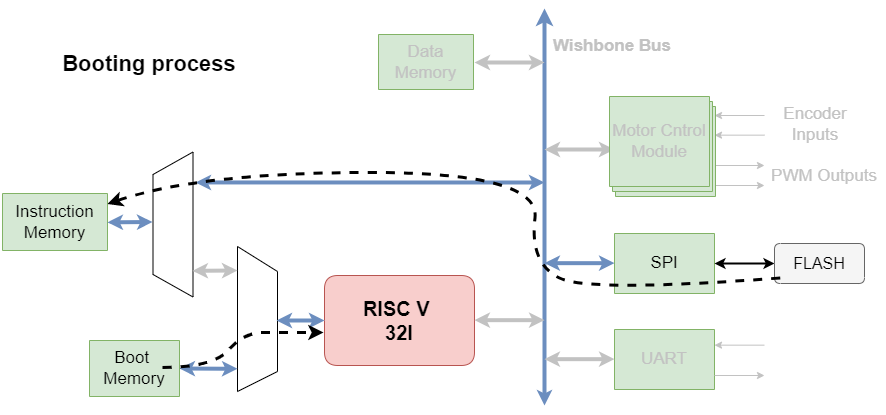 Booting process
Data
Memory
Wishbone Bus
Motor Cntrol
Module
Encoder
Inputs
PWM Outputs
Instruction
Memory
SPI
FLASH
RISC V
32I
Boot
Memory
UART